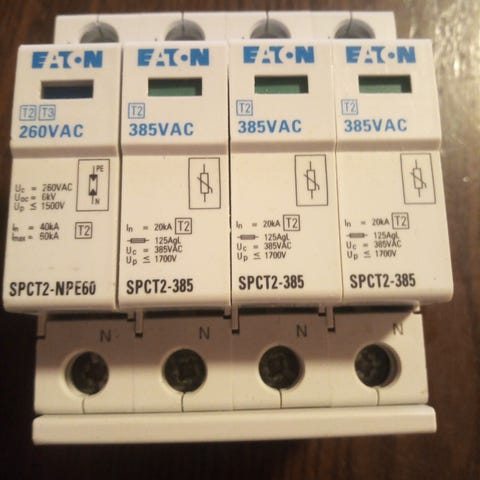 EATON
T2 T3
260VAC
PE
N
Uc = 260VAC
Uoc = 6kV
Up ≤ 1500V
In = 40kA
Imax = 60kA
T2
SPCT2-NPE60
EATON
T2
385VAC
In = 20kA T2
125AgL
Uc = 385VAC
Up ≤ 1700V
SPCT2-385
EATON
T2
385VAC
In = 20kA T2
125AgL
Uc = 385VAC
Up ≤ 1700V
SPCT2-385
EATON
T2
385VAC
In = 20kA T2
125AgL
Uc = 385VAC
Up ≤ 1700V
SPCT2-385
N
N
N
N